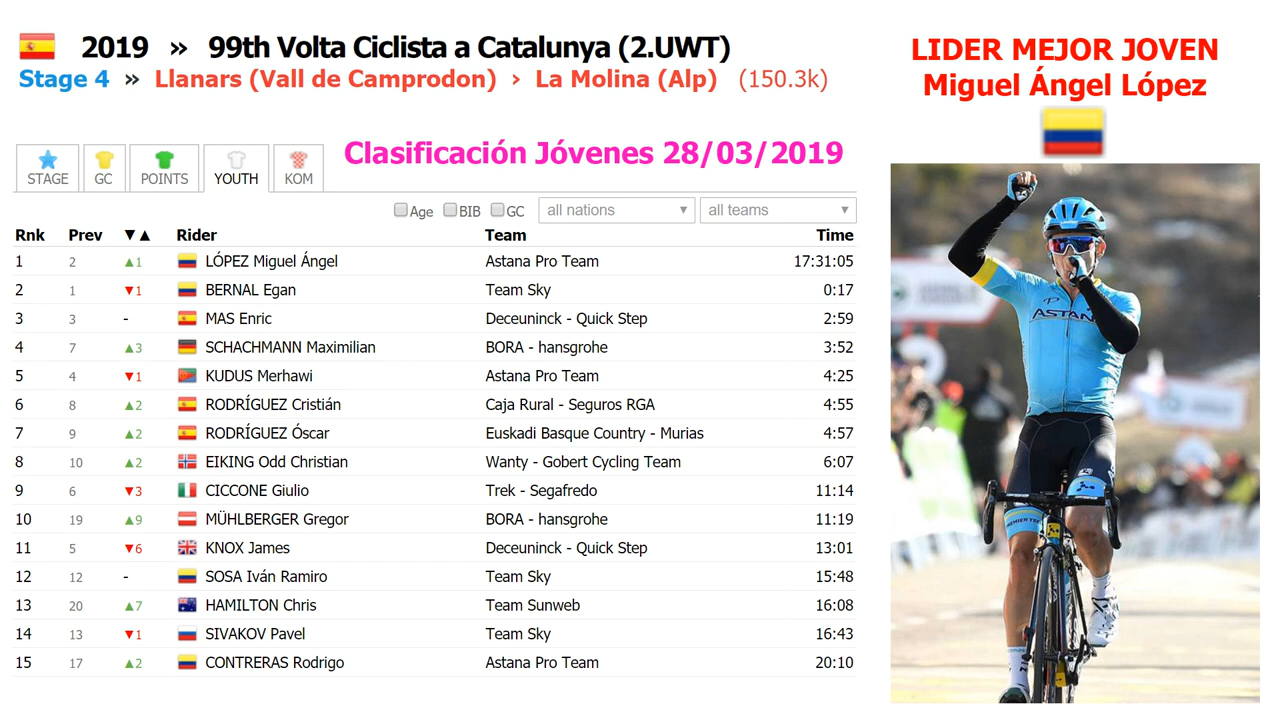 2019 » 99th Volta Ciclista a Catalunya (2.UWT)
Stage 4 » Llanars (Vall de Camprodon) › La Molina (Alp) (150.3k)
LIDER MEJOR JOVEN
Miguel Ángel López
Clasificación Jóvenes 28/03/2019
STAGE GC POINTS YOUTH KOM
Age BIB GC all nations ▼ all teams ▼
Rnk Prev ▼▲ Rider Team Time
1 2 ▲1 LÓPEZ Miguel Ángel Astana Pro Team 17:31:05
2 1 ▼1 BERNAL Egan Team Sky 0:17
3 3 - MAS Enric Deceuninck - Quick Step 2:59
4 7 ▲3 SCHACHMANN Maximilian BORA - hansgrohe 3:52
5 4 ▼1 KUDUS Merhawi Astana Pro Team 4:25
6 8 ▲2 RODRÍGUEZ Cristián Caja Rural - Seguros RGA 4:55
7 9 ▲2 RODRÍGUEZ Óscar Euskadi Basque Country - Murias 4:57
8 10 ▲2 EIKING Odd Christian Wanty - Gobert Cycling Team 6:07
9 6 ▼3 CICCONE Giulio Trek - Segafredo 11:14
10 19 ▲9 MÜHLBERGER Gregor BORA - hansgrohe 11:19
11 5 ▼6 KNOX James Deceuninck - Quick Step 13:01
12 12 - SOSA Iván Ramiro Team Sky 15:48
13 20 ▲7 HAMILTON Chris Team Sunweb 16:08
14 13 ▼1 SIVAKOV Pavel Team Sky 16:43
15 17 ▲2 CONTRERAS Rodrigo Astana Pro Team 20:10
ASTANA
PREMIER TECH